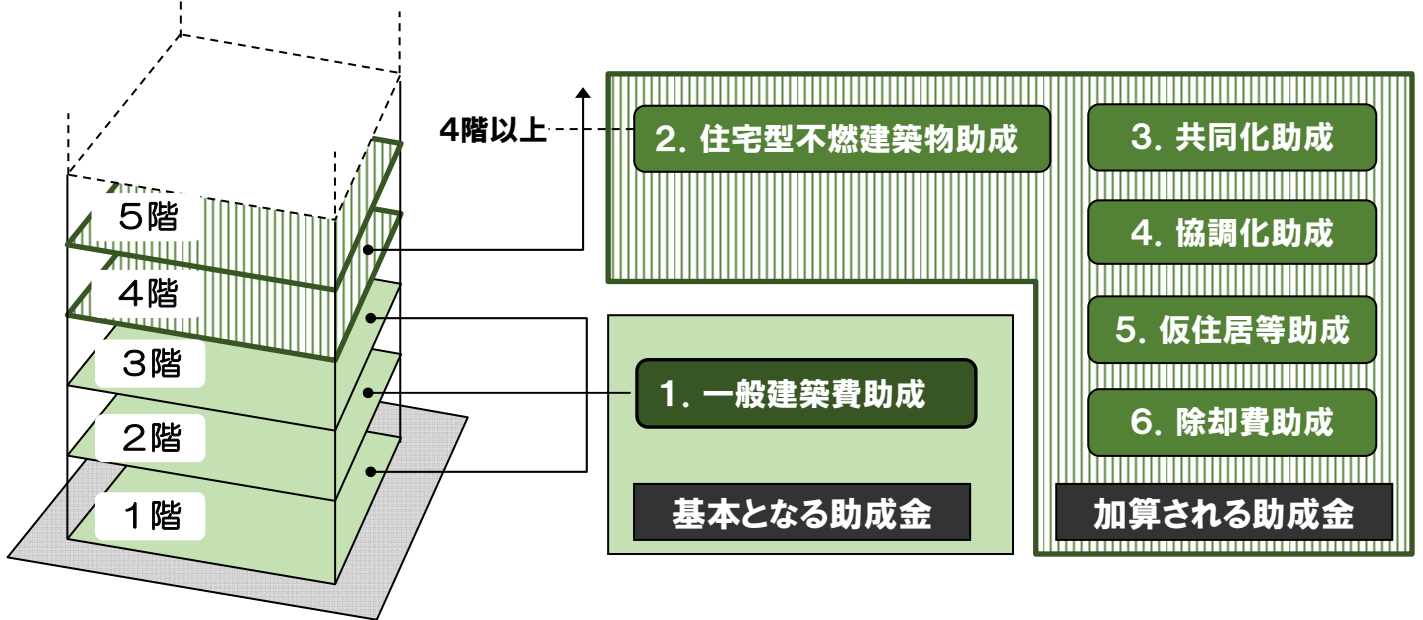 5階
4階
3階
2階
1階
4階以上
2. 住宅型不燃建築物助成
1. 一般建築費助成
基本となる助成金
3. 共同化助成
4. 協調化助成
5. 仮住居等助成
6. 除却費助成
加算される助成金